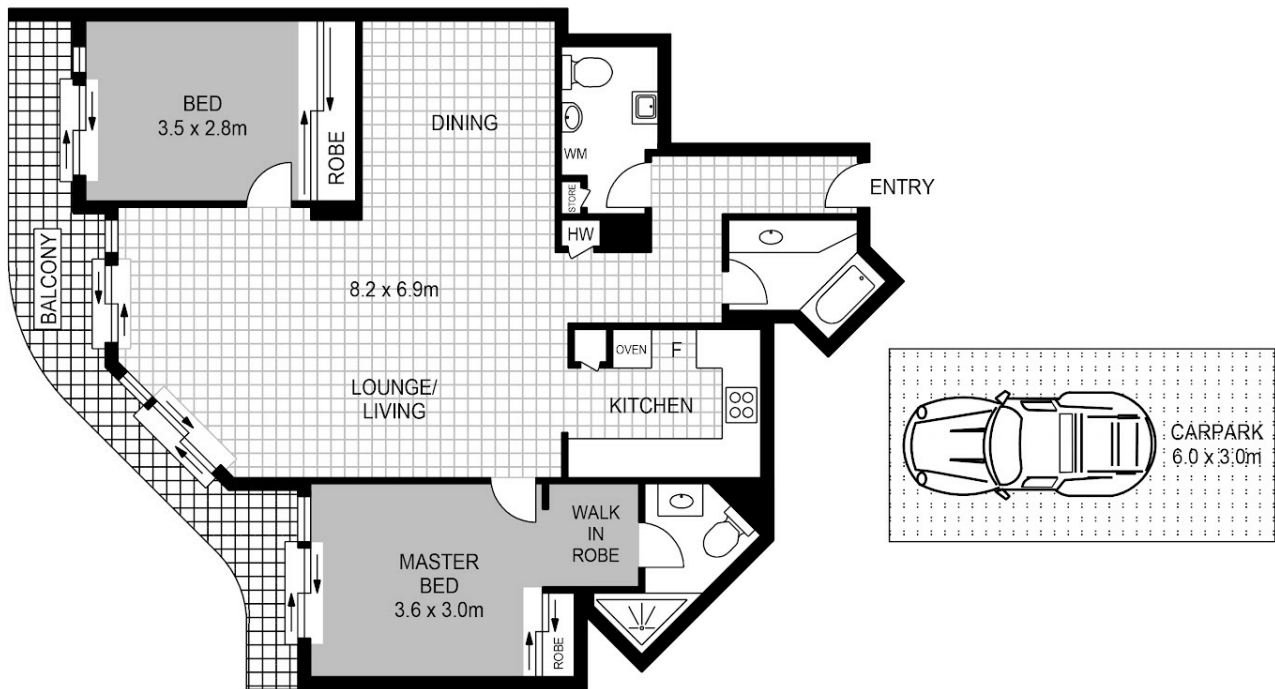 BED
3.5 x 2.8m
ROBE
DINING
WM
STORE
HW
ENTRY
BALCONY
8.2 x 6.9m
LOUNGE/
LIVING
OVEN
F
KITCHEN
CARPARK
6.0 x 3.0m
MASTER
BED
3.6 x 3.0m
WALK
IN
ROBE
ROBE